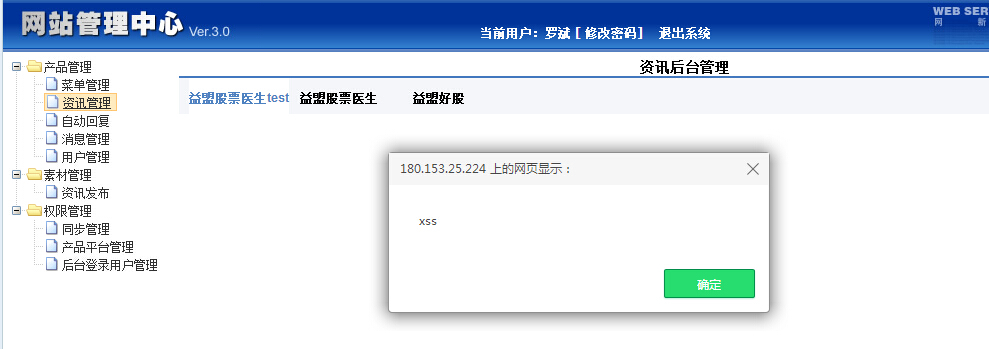 网站管理中心 Ver.3.0
当前用户：罗斌 [ 修改密码]  退出系统
WEB SER
网 新
产品管理
菜单管理
资讯管理
自动回复
消息管理
用户管理
素材管理
资讯发布
权限管理
同步管理
产品平台管理
后台登录用户管理
资讯后台管理
益盟股票医生test 益盟股票医生 益盟好股
180.153.25.224 上的网页显示：
xss
确定